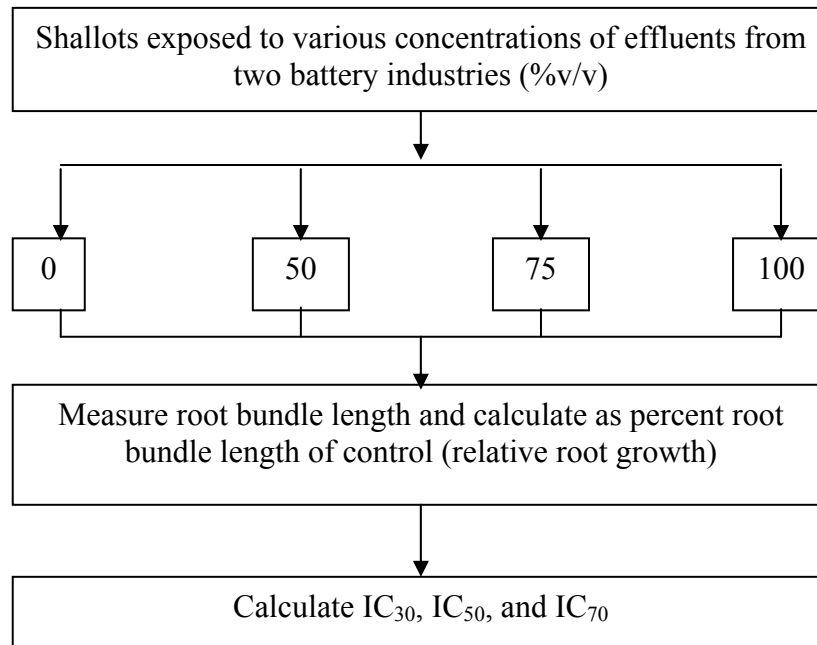 Shallots exposed to various concentrations of effluents from
two battery industries (%v/v)
0
50
75
100
Measure root bundle length and calculate as percent root
bundle length of control (relative root growth)
Calculate IC₃₀, IC₅₀, and IC₇₀